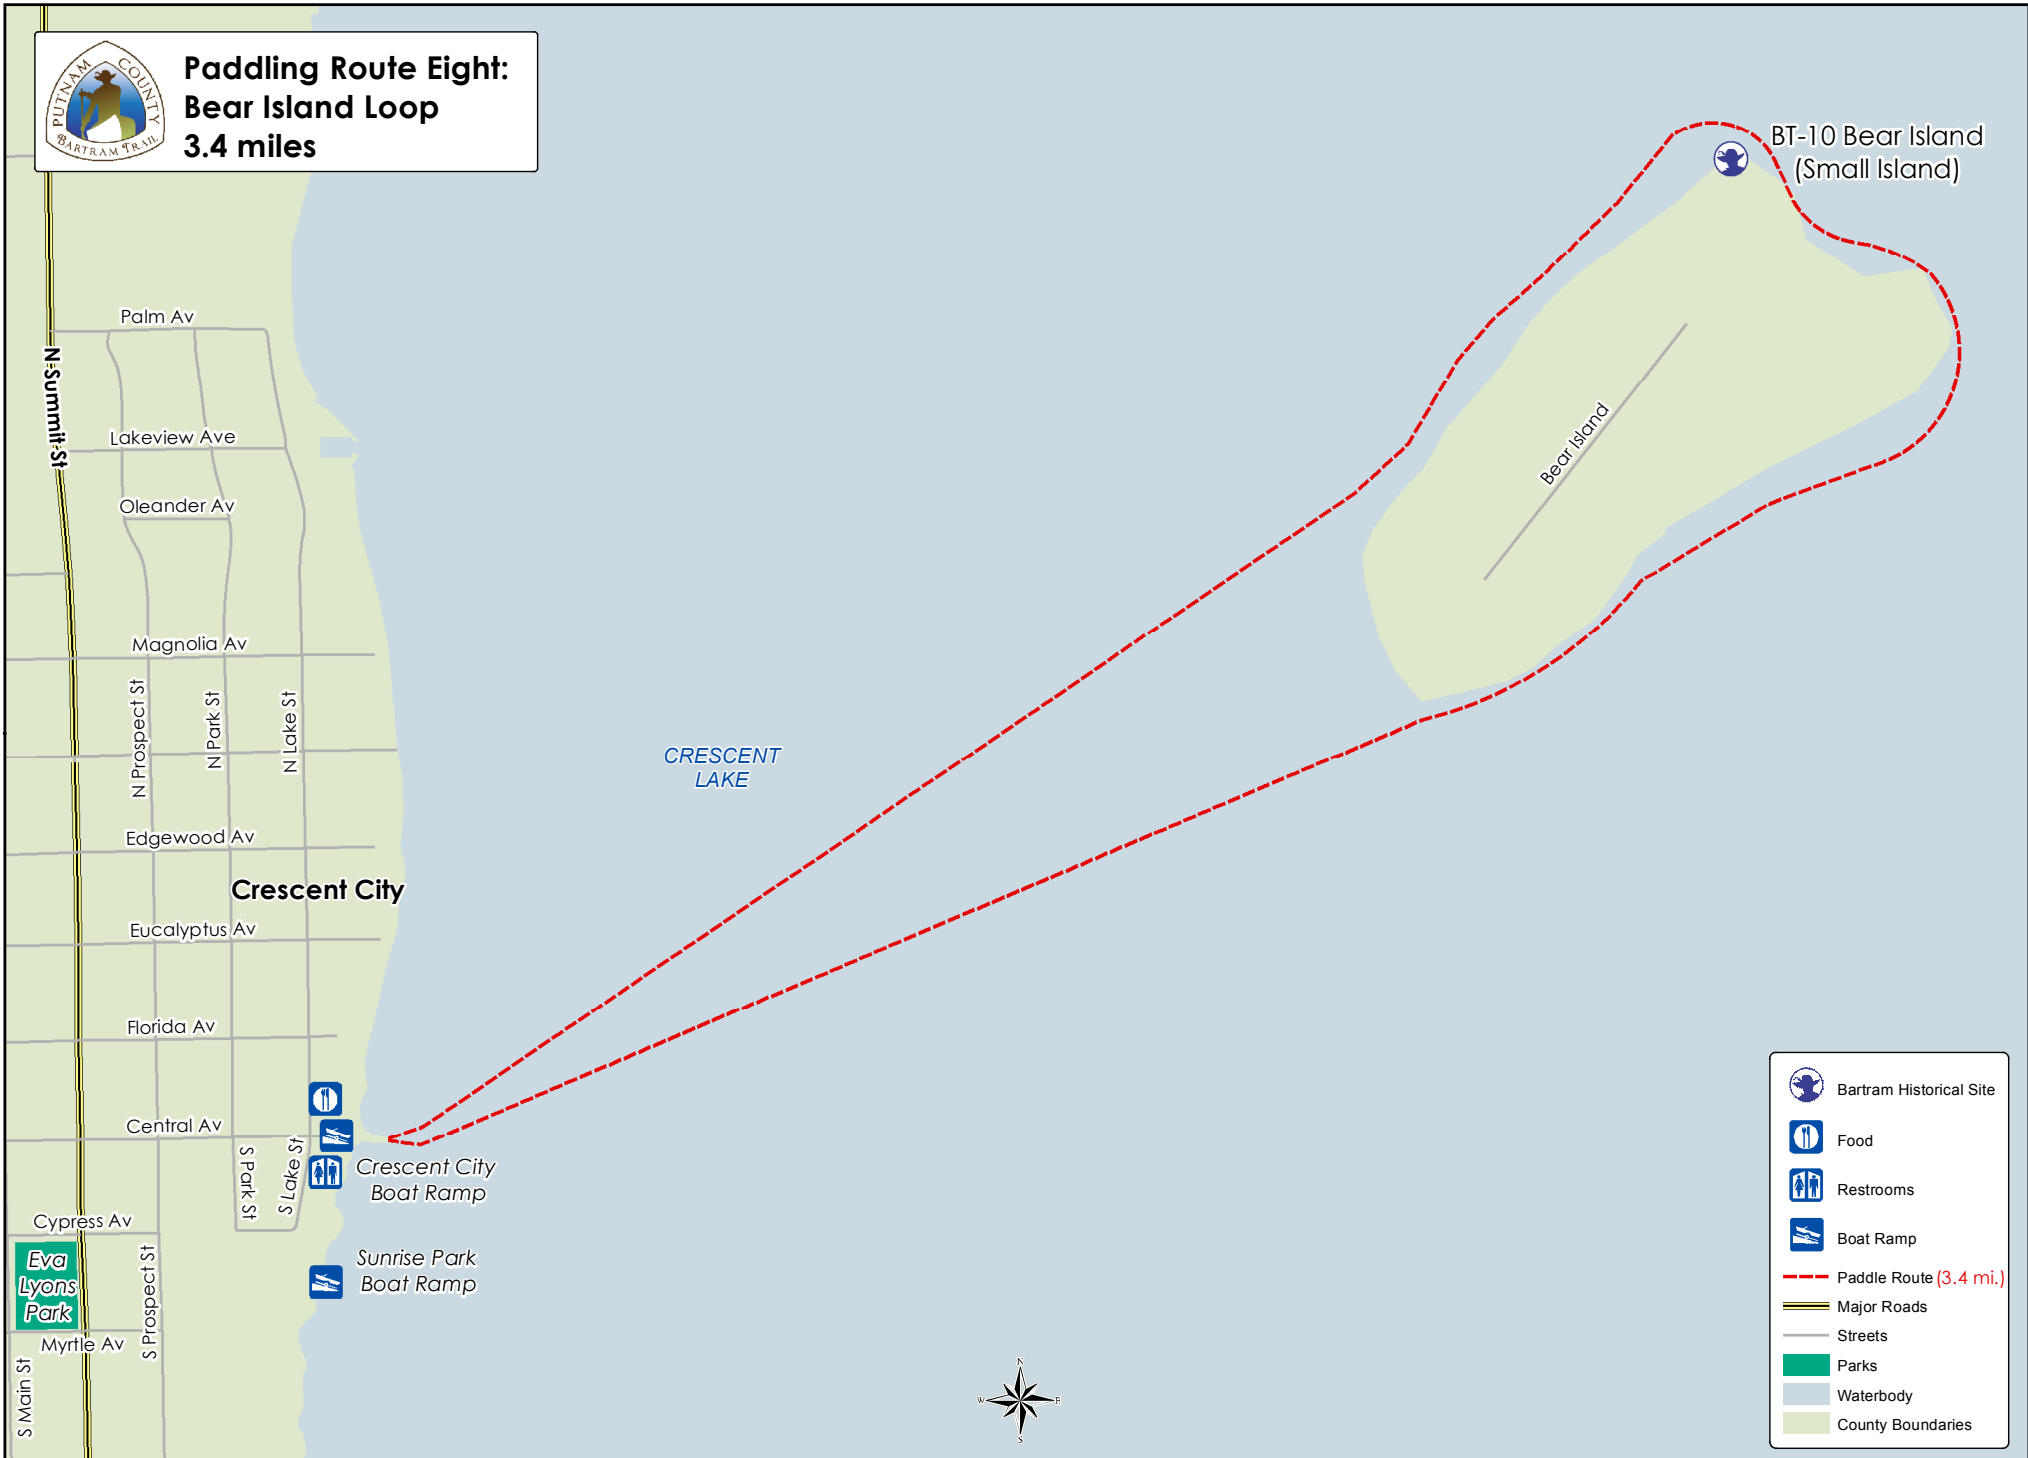 PUTNAM COUNTY
BARTRAM TRAIL
Paddling Route Eight:
Bear Island Loop
3.4 miles
BT-10 Bear Island
(Small Island)
Palm Av
N Summit St
Lakeview Ave
Bear Island
Oleander Av
Magnolia Av
N Prospect St
N Park St
N Lake St
CRESCENT
LAKE
Edgewood Av
Crescent City
Eucalyptus Av
Florida Av
Central Av
S Park St
S Lake St
Crescent City
Boat Ramp
Cypress Av
Eva
Lyons
Park
S Prospect St
Sunrise Park
Boat Ramp
Myrtle Av
S Main St
N
W
E
S
Bartram Historical Site
Food
Restrooms
Boat Ramp
Paddle Route (3.4 mi.)
Major Roads
Streets
Parks
Waterbody
County Boundaries